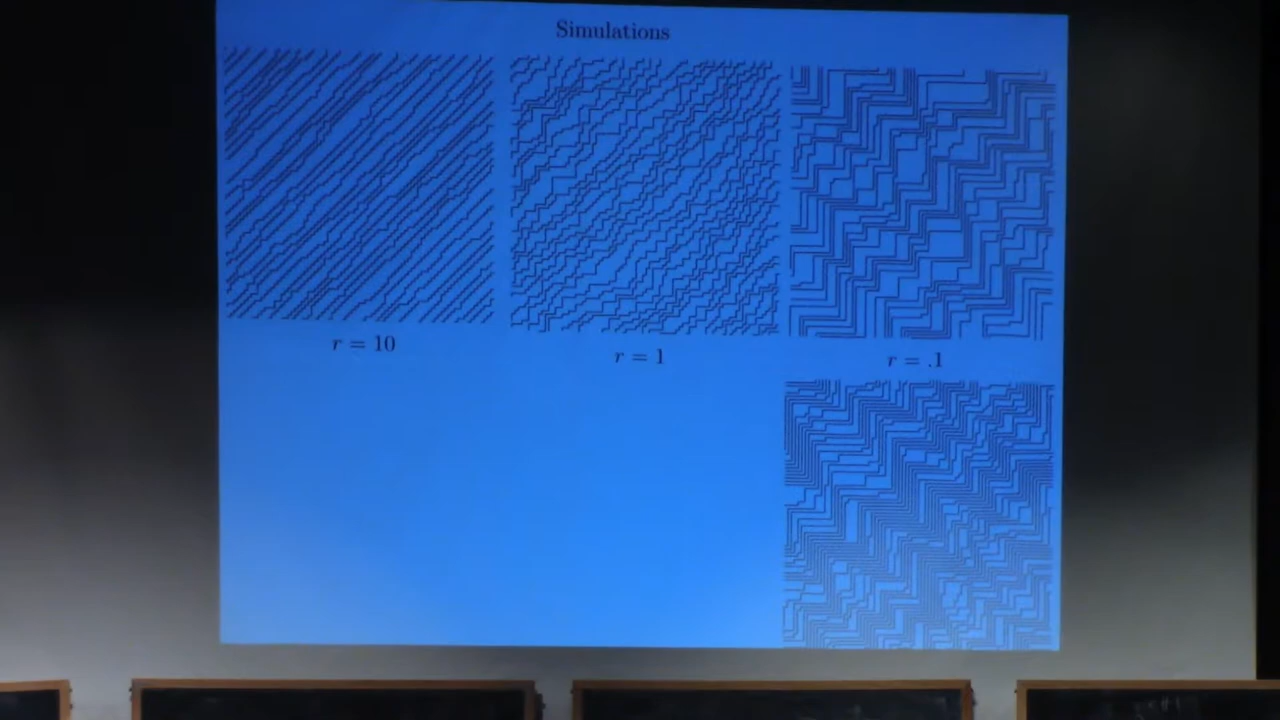 Simulations
r = 10
r = 1
r = .1